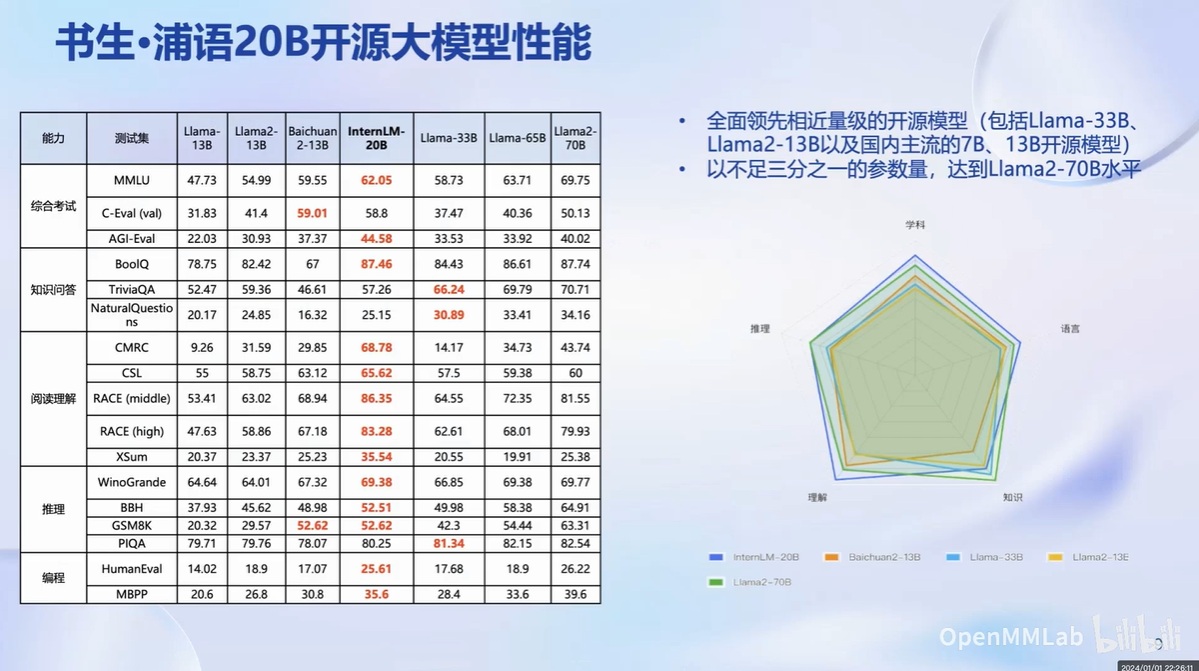 书生•浦语20B开源大模型性能
能力 测试集 Llama-13B Llama2-13B Baichuan2-13B InternLM-20B Llama-33B Llama-65B Llama2-70B
综合考试 MMLU 47.73 54.99 59.55 62.05 58.73 63.71 69.75
C-Eval (val) 31.83 41.4 59.01 58.8 37.47 40.36 50.13
AGI-Eval 22.03 30.93 37.37 44.58 33.53 33.92 40.02
知识问答 BoolQ 78.75 82.42 67 87.46 84.43 86.61 87.74
TriviaQA 52.47 59.36 46.61 57.26 66.24 69.79 70.71
NaturalQuestions 20.17 24.85 16.32 25.15 30.89 33.41 34.16
阅读理解 CMRC 9.26 31.59 29.85 68.78 14.17 34.73 43.74
CSL 55 58.75 63.12 65.62 57.5 59.38 60
RACE (middle) 53.41 63.02 68.94 86.35 64.55 72.35 81.55
RACE (high) 47.63 58.86 67.18 83.28 62.61 68.01 79.93
XSum 20.37 23.37 25.23 35.54 20.55 19.91 25.38
推理 WinoGrande 64.64 64.01 67.32 69.38 66.85 69.38 69.77
BBH 37.93 45.62 48.98 52.51 49.98 58.38 64.91
GSM8K 20.32 29.57 52.62 52.62 42.3 54.44 63.31
PIQA 79.71 79.76 78.07 80.25 81.34 82.15 82.54
编程 HumanEval 14.02 18.9 17.07 25.61 17.68 18.9 26.22
MBPP 20.6 26.8 30.8 35.6 28.4 33.6 39.6
• 全面领先相近量级的开源模型（包括Llama-33B、
Llama2-13B以及国内主流的7B、13B开源模型）
• 以不足三分之一的参数量，达到Llama2-70B水平
学科
推理
语言
理解
知识
InternLM-20B Baichuan2-13B Llama-33B Llama2-13B
Llama2-70B
OpenMMLab bilibili
9
2024/01/01 22:26:11